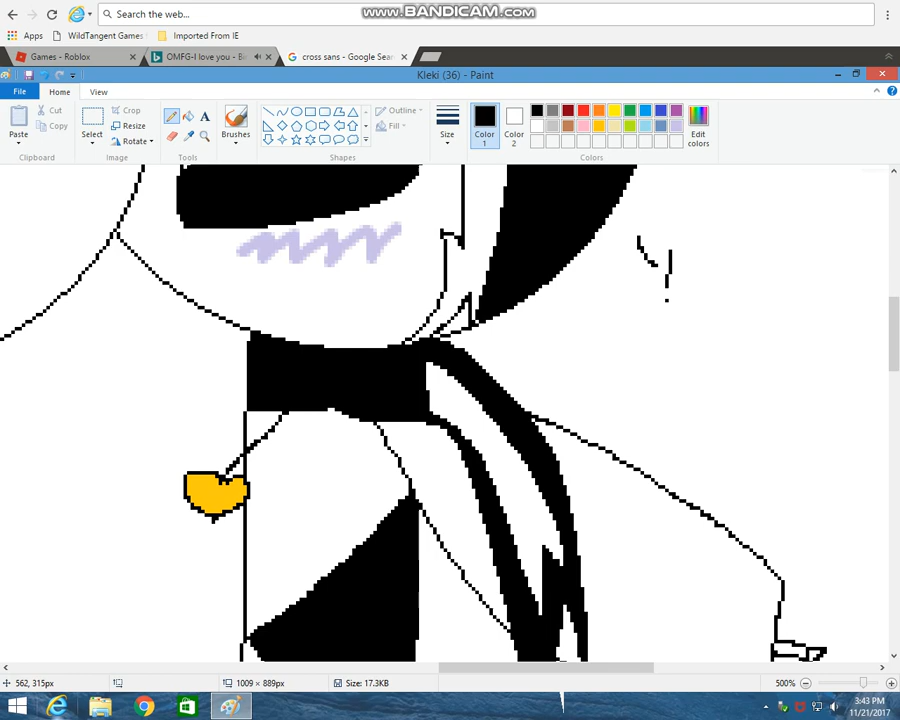 www.BANDICAM.com
Search the web...
Apps WildTangent Games Imported From IE
Games - Roblox OMFG-I love you - Bi cross sans - Google Sear
Kleki (36) - Paint
File Home View
Paste Cut Copy Select Crop Resize Rotate Brushes Outline Fill Size Color 1 Color 2 Edit colors
Clipboard Image Tools Shapes Colors
562, 315px 1009 × 889px Size: 17.3KB 500%
3:43 PM
11/21/2017